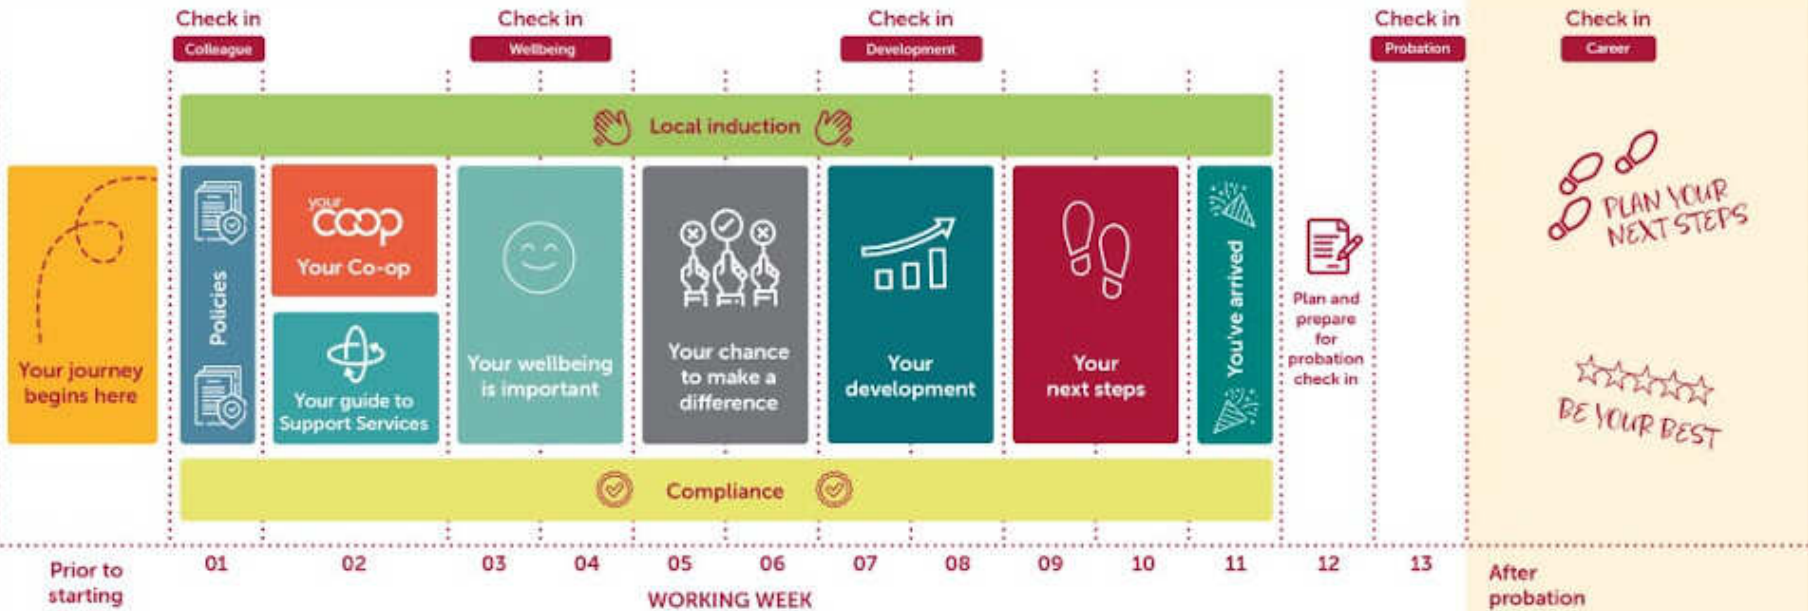 Check in
Colleague
Check in
Wellbeing
Check in
Development
Check in
Probation
Check in
Career
Local induction
Your journey
begins here
Policies
your
coop
Your Co-op
Your guide to
Support Services
Your wellbeing
is important
Your chance
to make a
difference
Your
development
Your
next steps
You've arrived
Plan and
prepare
for
probation
check in
PLAN YOUR
NEXT STEPS
BE YOUR BEST
Compliance
Prior to
starting
01
02
03
04
05
06
07
08
09
10
11
12
13
WORKING WEEK
After
probation